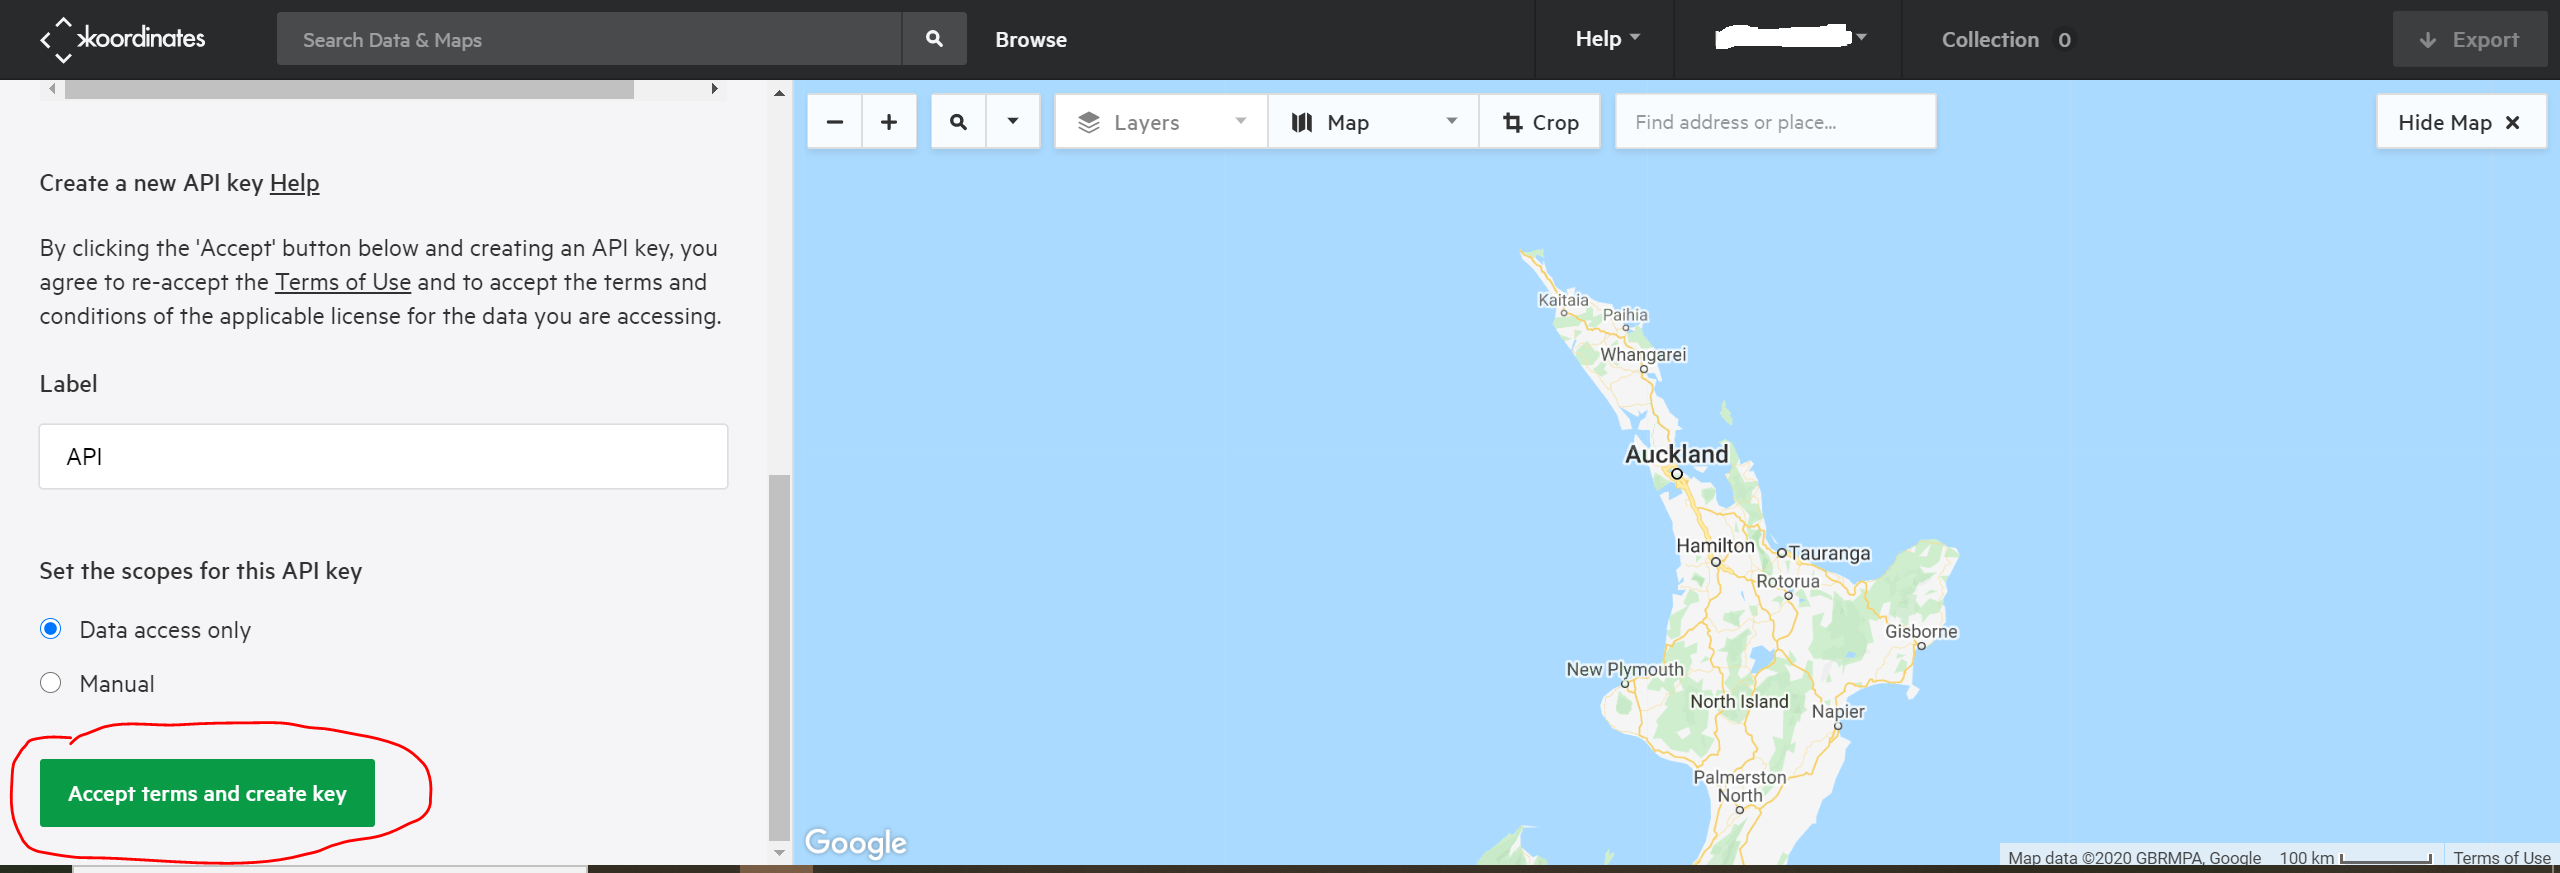 koordinates
Search Data & Maps
Browse
Help
Collection 0
Export
Create a new API key Help
By clicking the 'Accept' button below and creating an API key, you
agree to re-accept the Terms of Use and to accept the terms and
conditions of the applicable license for the data you are accessing.
Label
API
Set the scopes for this API key
Data access only
Manual
Accept terms and create key
Layers
Map
Crop
Find address or place...
Hide Map
Kaitaia
Paihia
Whangarei
Auckland
Hamilton
Tauranga
Rotorua
Gisborne
New Plymouth
North Island
Napier
Palmerston
North
Google
Map data ©2020 GBRMPA, Google
100 km
Terms of Use